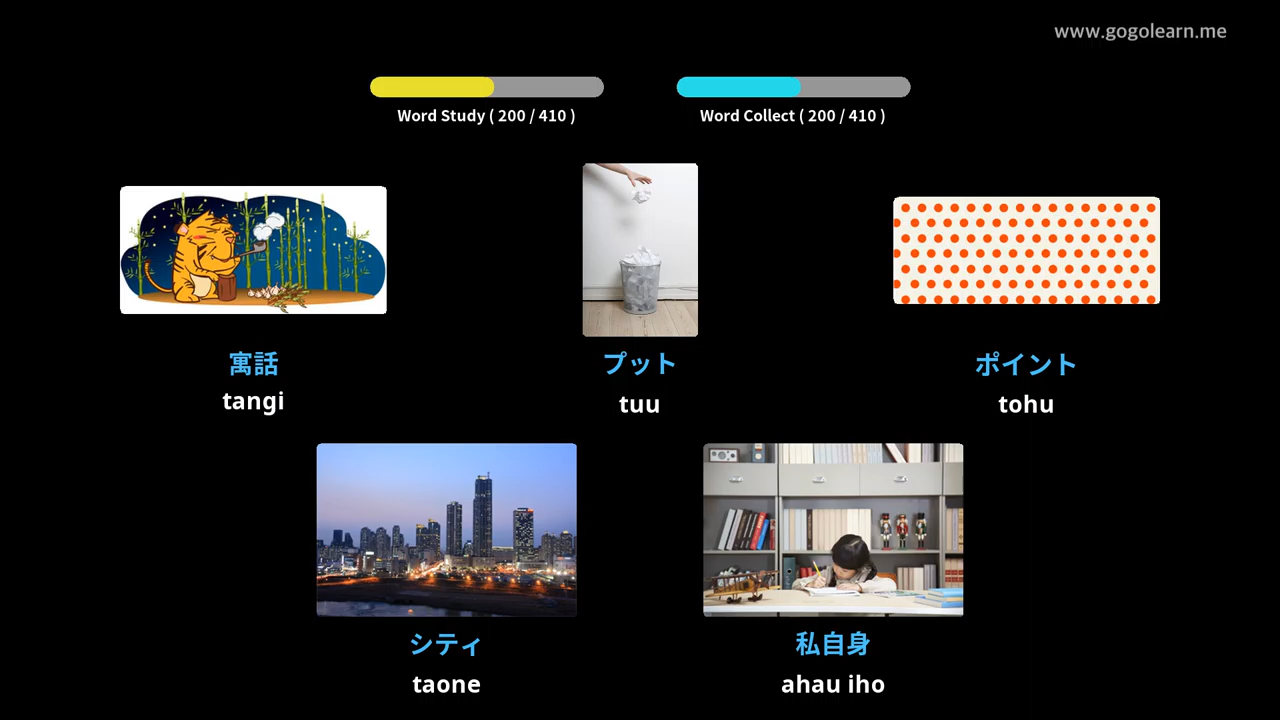 www.gogolearn.me
Word Study ( 200 / 410 )
Word Collect ( 200 / 410 )
寓話
tangi
プット
tuu
ポイント
tohu
シティ
taone
私自身
ahau iho